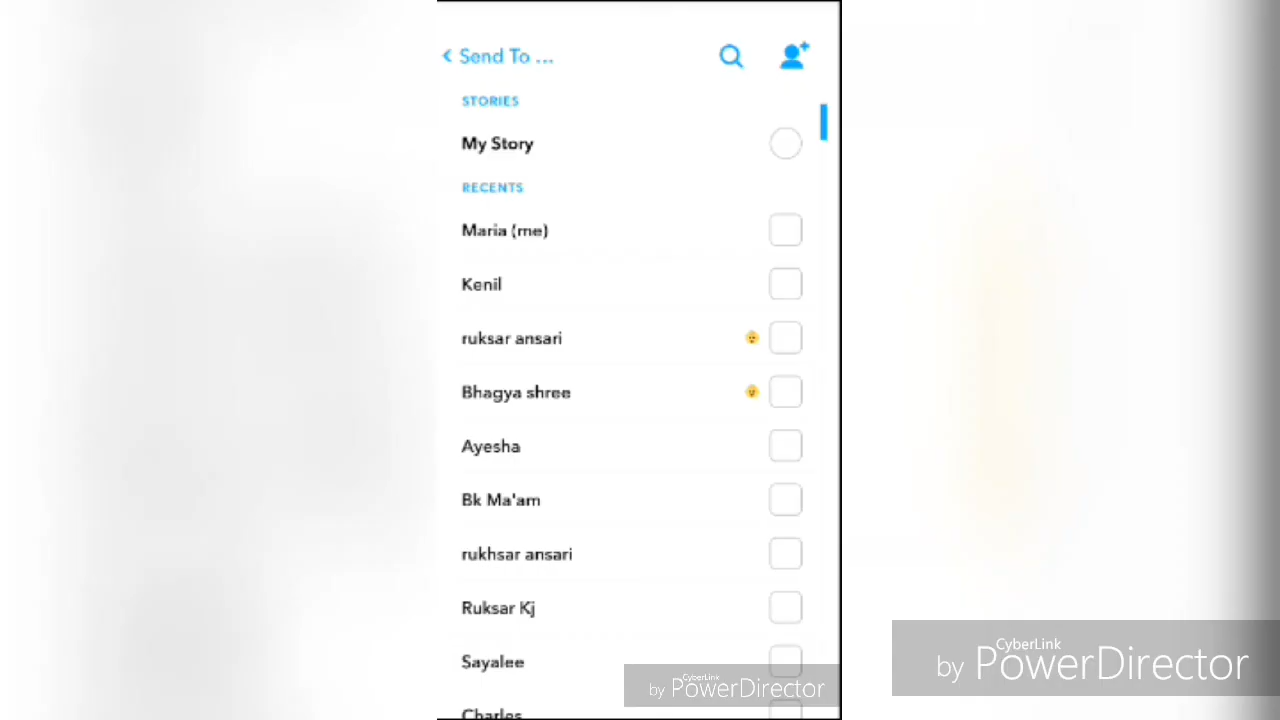 Send To ...
STORIES
My Story
RECENTS
Maria (me)
Kenil
ruksar ansari
Bhagya shree
Ayesha
Bk Ma'am
rukhsar ansari
Ruksar Kj
Sayalee
Charles
CyberLink
by PowerDirector
CyberLink
by PowerDirector